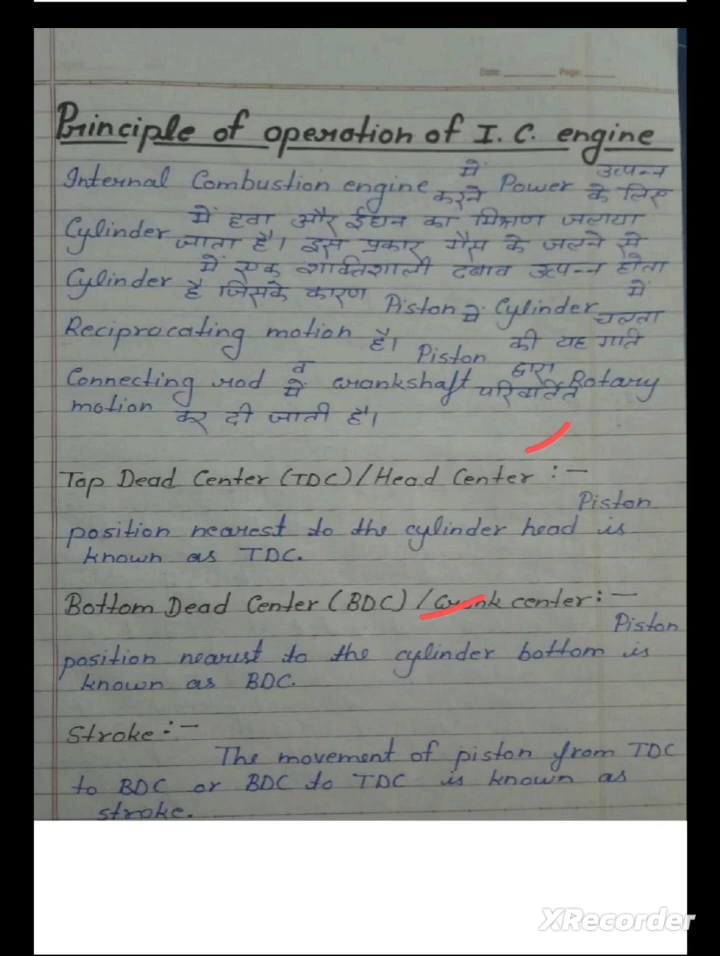 Date Page
Principle of operation of I.C. engine
Internal Combustion engine में Power उत्पन्न
करने के लिए
Cylinder में हवा और ईंधन का मिश्रण जलाया
जाता है। इस प्रकार गैस के जलने से
Cylinder में एक शाक्तिशाली दबाव उत्पन्न होता
है जिसके कारण Piston में Cylinder में
Reciprocating motion चलता
है। Piston की यह गति
Connecting rod व crankshaft द्वारा Rotary
में परिवर्तित
motion कर दी जाती है।
Top Dead Center (TDC)/Head Center :-
Piston
position nearest to the cylinder head is
known as TDC.
Bottom Dead Center (BDC) /Crank center:-
Piston
position nearest to the cylinder bottom is
known as BDC.
Stroke:-
The movement of piston from TDC
to BDC or BDC to TDC is known as
stroke.
XRecorder